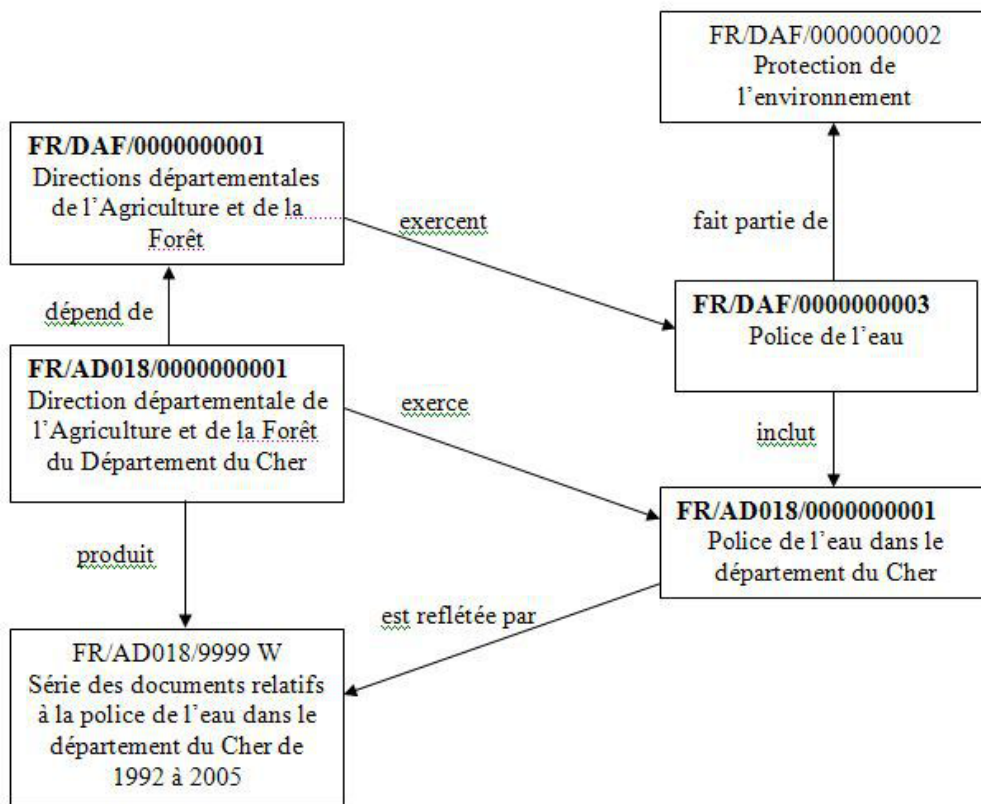 FR/DAF/0000000002
Protection de
l'environnement
FR/DAF/0000000001
Directions départementales
de l'Agriculture et de la
Forêt
exercent
fait partie de
dépend de
FR/DAF/0000000003
Police de l'eau
FR/AD018/0000000001
Direction départementale de
l'Agriculture et de la Forêt
du Département du Cher
exerce
inclut
FR/AD018/0000000001
Police de l'eau dans le
département du Cher
produit
est reflétée par
FR/AD018/9999 W
Série des documents relatifs
à la police de l'eau dans le
département du Cher de
1992 à 2005